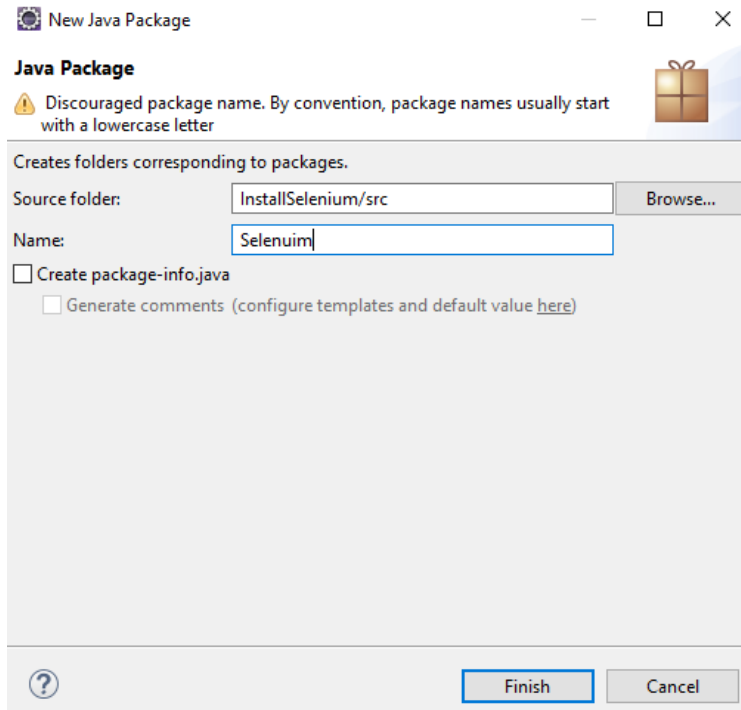 New Java Package
Java Package
Discouraged package name. By convention, package names usually start
with a lowercase letter
Creates folders corresponding to packages.
Source folder: InstallSelenium/src Browse...
Name: Selenuim
Create package-info.java
Generate comments (configure templates and default value here)
? Finish Cancel